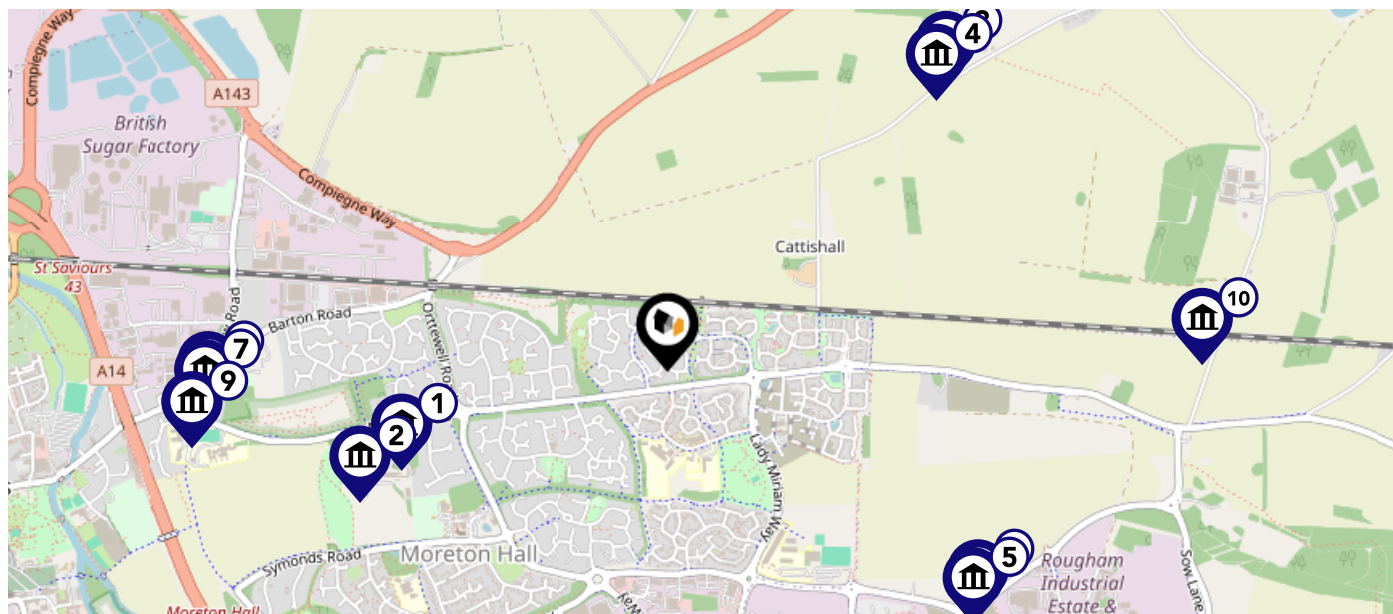 Compiegne Way
A143
British
Sugar Factory
Compiegne Way
4
Cattishall
St Saviours
43
10
Road
Barton Road
Orttewell Road
A14
7
9
1
2
Lady Miriam
Way
Symonds Road
Moreton Hall
5
Rougham
Industrial
Estate &
Sow Lane
Moreton Hall
Way